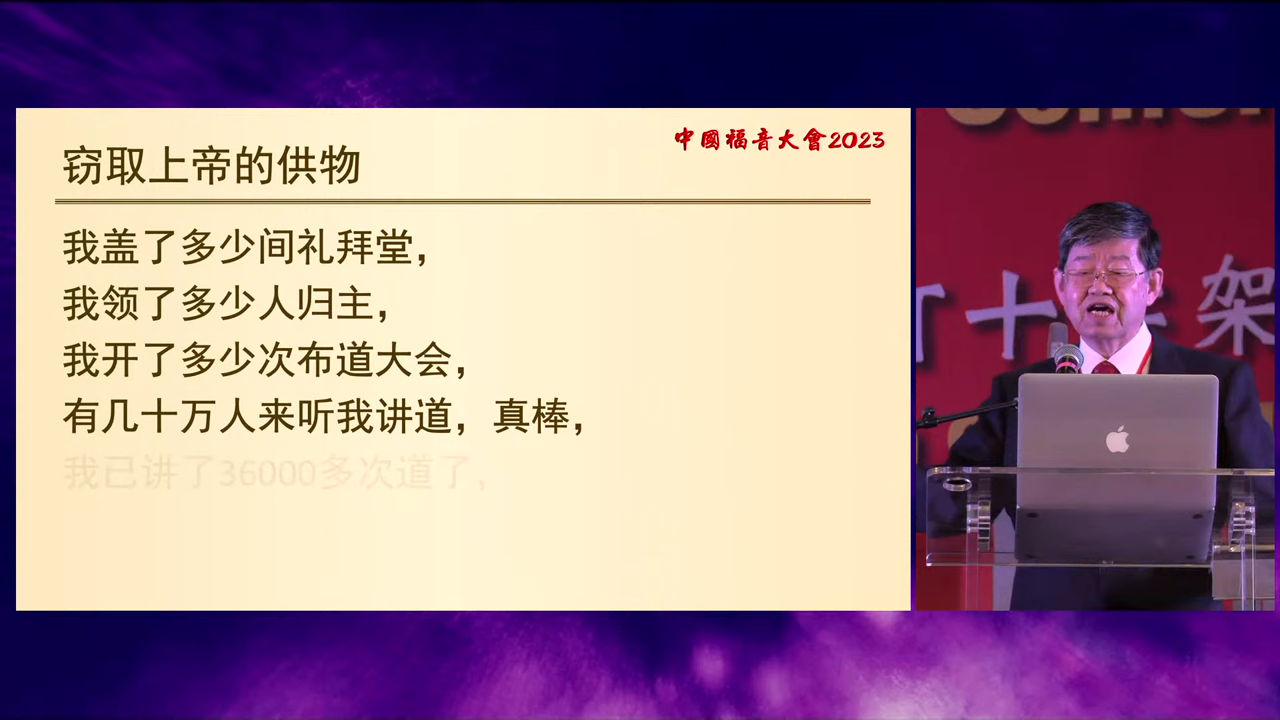 中國福音大會2023
窃取上帝的供物
我盖了多少间礼拜堂，
我领了多少人归主，
我开了多少次布道大会，
有几十万人来听我讲道，真棒，
我已讲了36000多次道了，
十
架